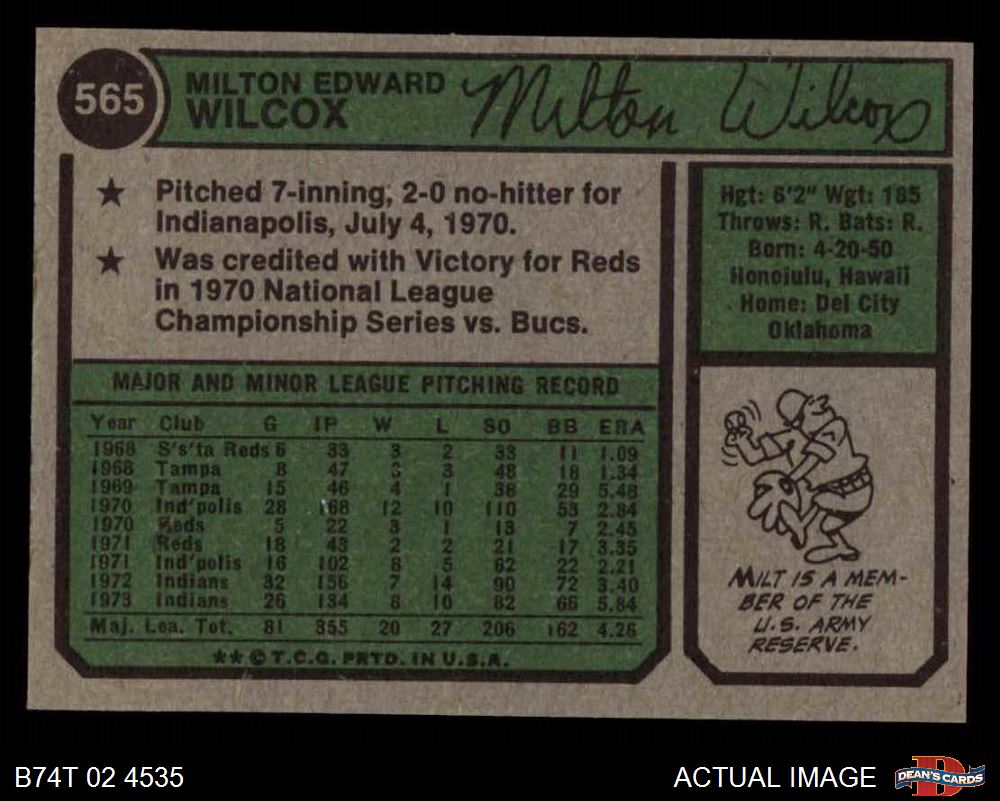 565
MILTON EDWARD
WILCOX
Milton Wilcox
★ Pitched 7-inning, 2-0 no-hitter for
Indianapolis, July 4, 1970.
★ Was credited with Victory for Reds
in 1970 National League
Championship Series vs. Bucs.
Hgt: 6'2" Wgt: 185
Throws: R. Bats: R.
Born: 4-20-50
Honolulu, Hawaii
Home: Del City
Oklahoma
MAJOR AND MINOR LEAGUE PITCHING RECORD
Year Club G IP W L SO BB ERA
1968 S's'ta Reds 6 33 3 2 33 11 1.09
1968 Tampa 8 47 3 3 48 18 1.34
1969 Tampa 15 46 4 1 38 29 5.48
1970 Ind'polis 28 168 12 10 110 53 2.84
1970 Reds 5 22 3 1 13 7 2.45
1971 Reds 18 43 2 2 21 17 3.35
1971 Ind'polis 16 102 8 5 62 22 2.21
1972 Indians 32 156 7 14 90 72 3.40
1973 Indians 26 134 8 10 82 66 5.84
Maj. Lea. Tot. 81 355 20 27 206 162 4.26
★★ © T.C.G. PRTD. IN U.S.A.
MILT IS A MEM-
BER OF THE
U.S. ARMY
RESERVE.
B74T 02 4535
ACTUAL IMAGE
D
DEAN'S CARDS